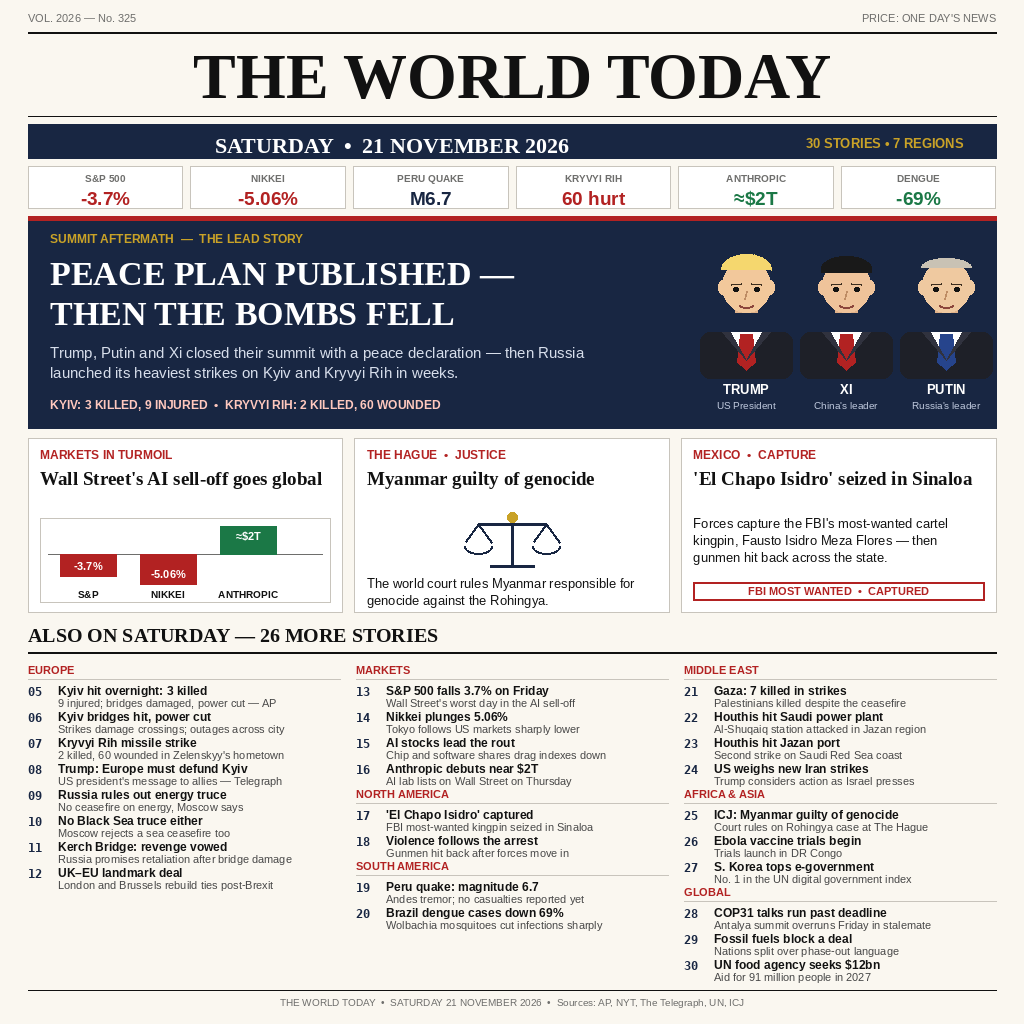 VOL. 2026 — No. 325
PRICE: ONE DAY'S NEWS
THE WORLD TODAY
SATURDAY • 21 NOVEMBER 2026
30 STORIES • 7 REGIONS
S&P 500
-3.7%
NIKKEI
-5.06%
PERU QUAKE
M6.7
KRYVYI RIH
60 hurt
ANTHROPIC
≈$2T
DENGUE
-69%
SUMMIT AFTERMATH — THE LEAD STORY
PEACE PLAN PUBLISHED —
THEN THE BOMBS FELL
Trump, Putin and Xi closed their summit with a peace declaration — then Russia
launched its heaviest strikes on Kyiv and Kryvyi Rih in weeks.
KYIV: 3 KILLED, 9 INJURED • KRYVYI RIH: 2 KILLED, 60 WOUNDED
TRUMP
US President
XI
China's leader
PUTIN
Russia's leader
MARKETS IN TURMOIL
Wall Street's AI sell-off goes global
-3.7%
-5.06%
≈$2T
S&P
NIKKEI
ANTHROPIC
THE HAGUE • JUSTICE
Myanmar guilty of genocide
The world court rules Myanmar responsible for
genocide against the Rohingya.
MEXICO • CAPTURE
'El Chapo Isidro' seized in Sinaloa
Forces capture the FBI's most-wanted cartel
kingpin, Fausto Isidro Meza Flores — then
gunmen hit back across the state.
FBI MOST WANTED • CAPTURED
ALSO ON SATURDAY — 26 MORE STORIES
EUROPE
05 Kyiv hit overnight: 3 killed
9 injured; bridges damaged, power cut — AP
06 Kyiv bridges hit, power cut
Strikes damage crossings; outages across city
07 Kryvyi Rih missile strike
2 killed, 60 wounded in Zelenskyy's hometown
08 Trump: Europe must defund Kyiv
US president's message to allies — Telegraph
09 Russia rules out energy truce
No ceasefire on energy, Moscow says
10 No Black Sea truce either
Moscow rejects a sea ceasefire too
11 Kerch Bridge: revenge vowed
Russia promises retaliation after bridge damage
12 UK–EU landmark deal
London and Brussels rebuild ties post-Brexit
MARKETS
13 S&P 500 falls 3.7% on Friday
Wall Street's worst day in the AI sell-off
14 Nikkei plunges 5.06%
Tokyo follows US markets sharply lower
15 AI stocks lead the rout
Chip and software shares drag indexes down
16 Anthropic debuts near $2T
AI lab lists on Wall Street on Thursday
NORTH AMERICA
17 'El Chapo Isidro' captured
FBI most-wanted kingpin seized in Sinaloa
18 Violence follows the arrest
Gunmen hit back after forces move in
SOUTH AMERICA
19 Peru quake: magnitude 6.7
Andes tremor; no casualties reported yet
20 Brazil dengue cases down 69%
Wolbachia mosquitoes cut infections sharply
MIDDLE EAST
21 Gaza: 7 killed in strikes
Palestinians killed despite the ceasefire
22 Houthis hit Saudi power plant
Al-Shuqaiq station attacked in Jazan region
23 Houthis hit Jazan port
Second strike on Saudi Red Sea coast
24 US weighs new Iran strikes
Trump considers action as Israel presses
AFRICA & ASIA
25 ICJ: Myanmar guilty of genocide
Court rules on Rohingya case at The Hague
26 Ebola vaccine trials begin
Trials launch in DR Congo
27 S. Korea tops e-government
No. 1 in the UN digital government index
GLOBAL
28 COP31 talks run past deadline
Antalya summit overruns Friday in stalemate
29 Fossil fuels block a deal
Nations split over phase-out language
30 UN food agency seeks $12bn
Aid for 91 million people in 2027
THE WORLD TODAY • SATURDAY 21 NOVEMBER 2026 • Sources: AP, NYT, The Telegraph, UN, ICJ